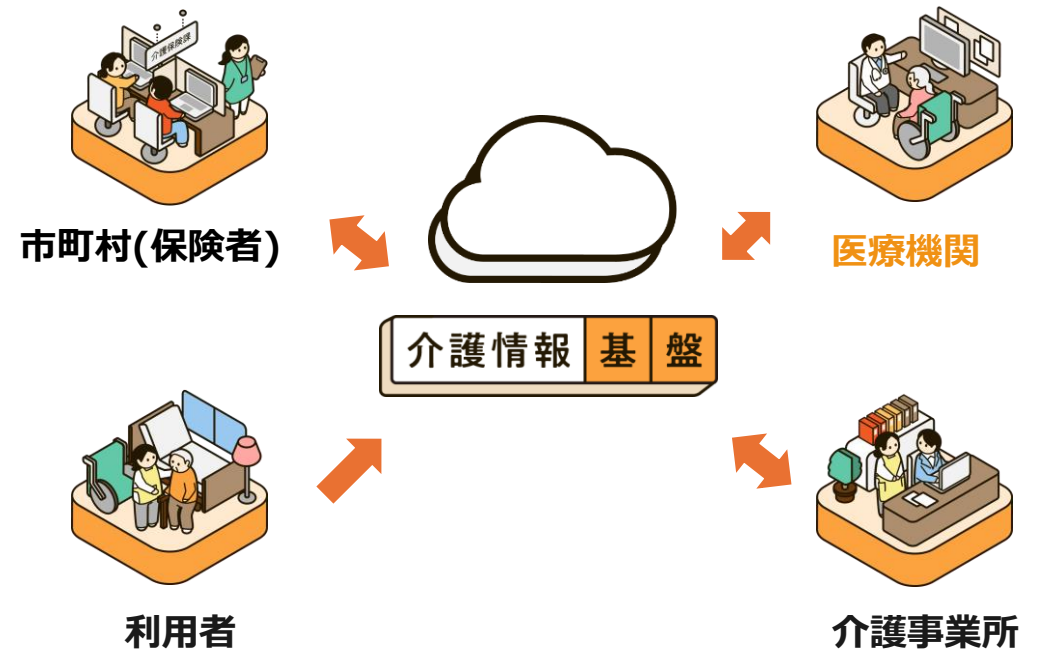 介護保険課
市町村(保険者)
医療機関
介護情報基盤
利用者
介護事業所